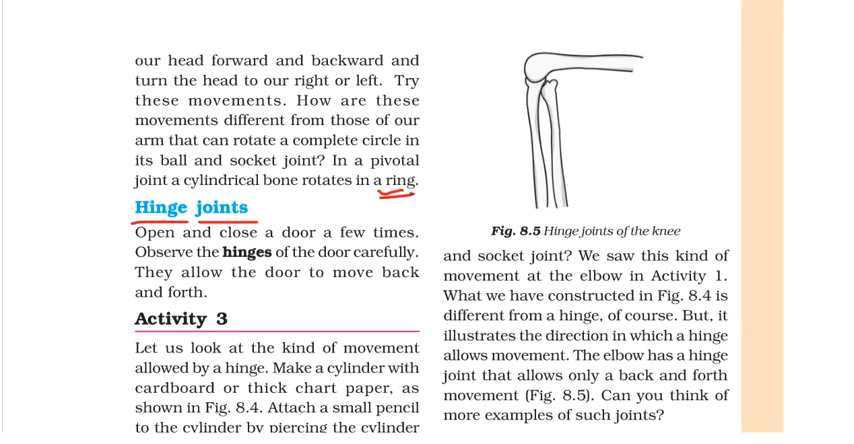 our head forward and backward and
turn the head to our right or left. Try
these movements. How are these
movements different from those of our
arm that can rotate a complete circle in
its ball and socket joint? In a pivotal
joint a cylindrical bone rotates in a ring.
Hinge joints
Open and close a door a few times.
Observe the hinges of the door carefully.
They allow the door to move back
and forth.
Activity 3
Let us look at the kind of movement
allowed by a hinge. Make a cylinder with
cardboard or thick chart paper, as
shown in Fig. 8.4. Attach a small pencil
to the cylinder by piercing the cylinder
Fig. 8.5 Hinge joints of the knee
and socket joint? We saw this kind of
movement at the elbow in Activity 1.
What we have constructed in Fig. 8.4 is
different from a hinge, of course. But, it
illustrates the direction in which a hinge
allows movement. The elbow has a hinge
joint that allows only a back and forth
movement (Fig. 8.5). Can you think of
more examples of such joints?